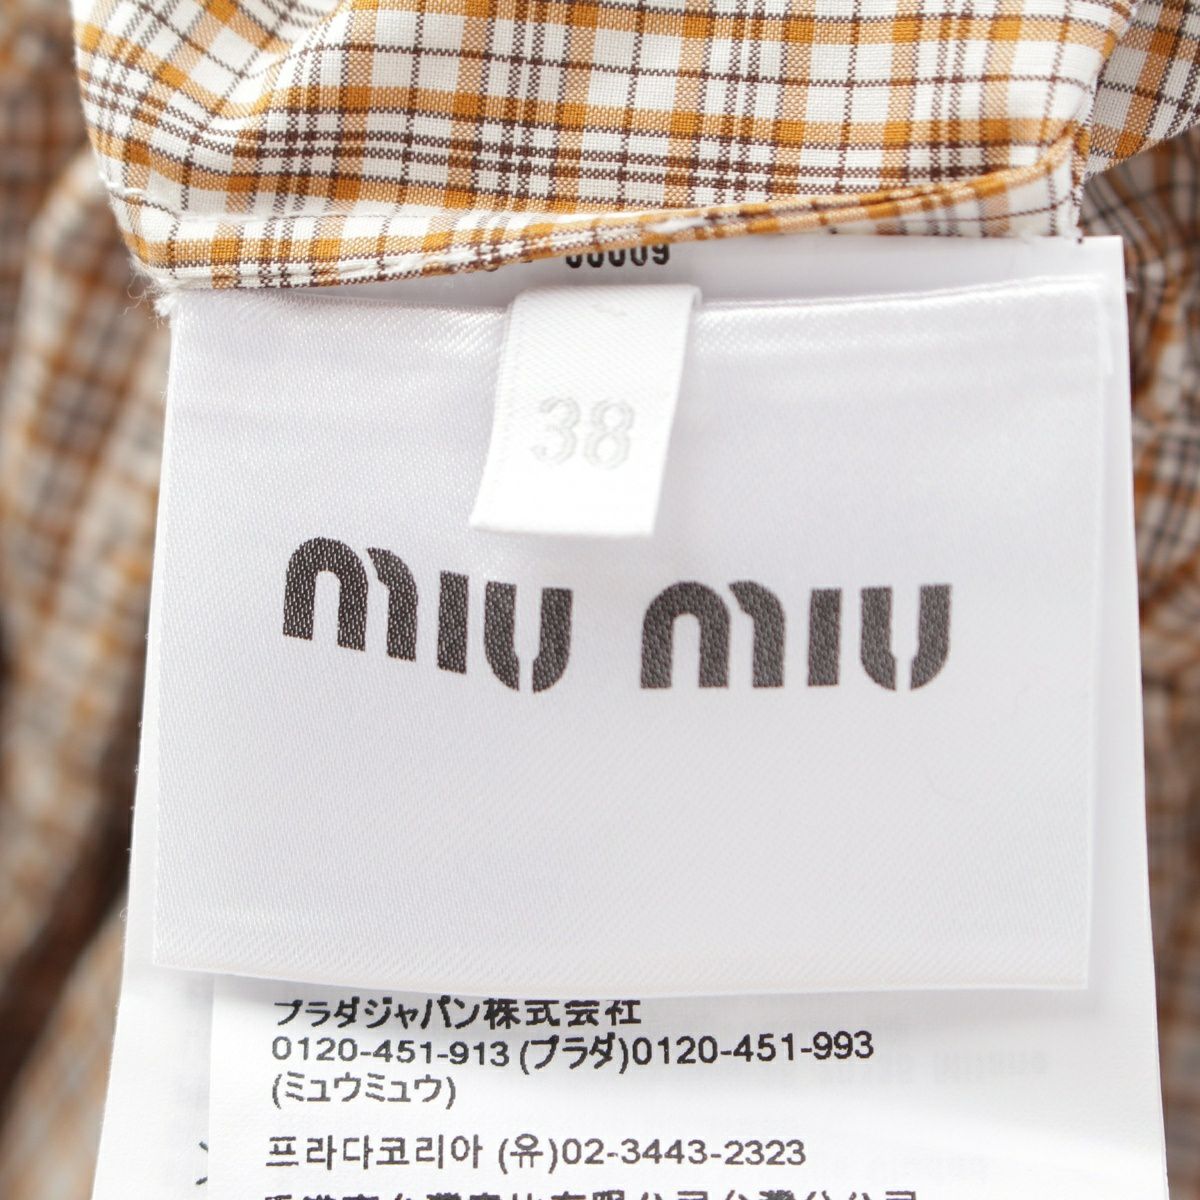 38
miu miu
プラダジャパン株式会社
0120-451-913 (プラダ)0120-451-993
(ミュウミュウ)
프라다코리아 (유)02-3443-2323